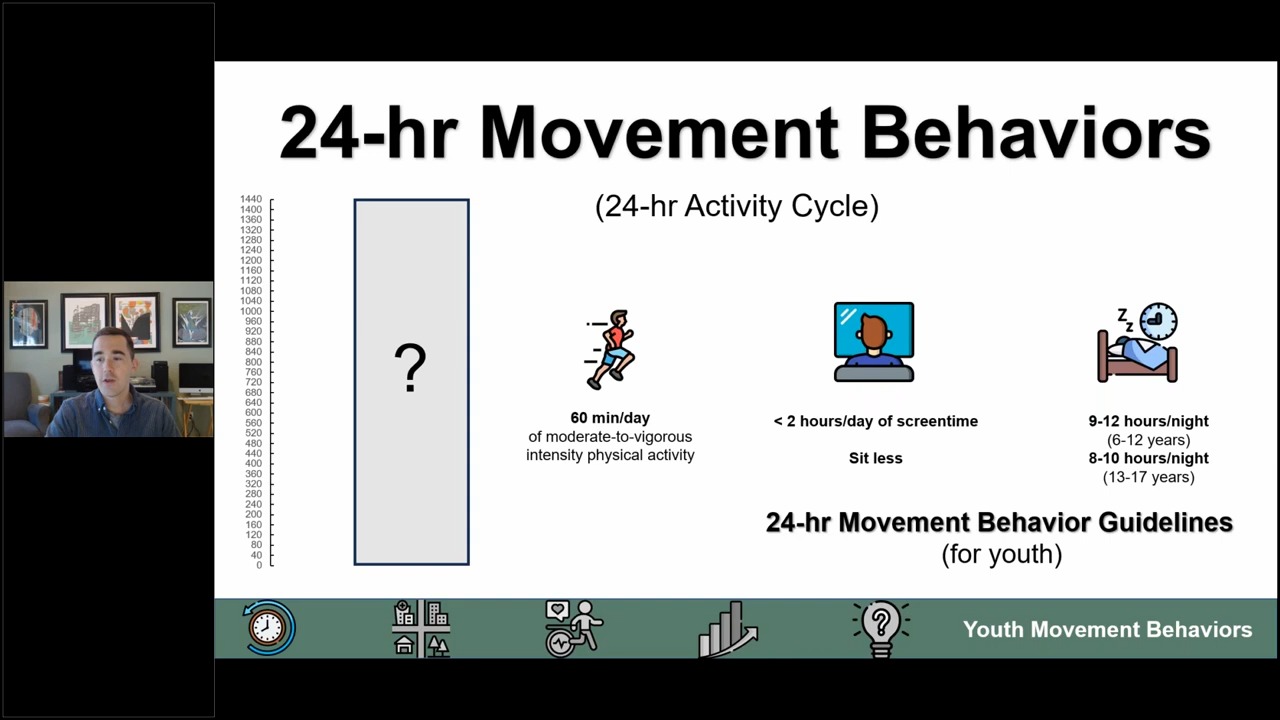 24-hr Movement Behaviors
(24-hr Activity Cycle)
1440
1400
1360
1320
1280
1240
1200
1160
1120
1080
1040
1000
960
920
880
840
800
760
720
680
640
600
560
520
480
440
400
360
320
280
240
200
160
120
80
40
0
?
60 min/day
of moderate-to-vigorous
intensity physical activity
< 2 hours/day of screentime
Sit less
Z
z
9-12 hours/night
(6-12 years)
8-10 hours/night
(13-17 years)
24-hr Movement Behavior Guidelines
(for youth)
?
Youth Movement Behaviors